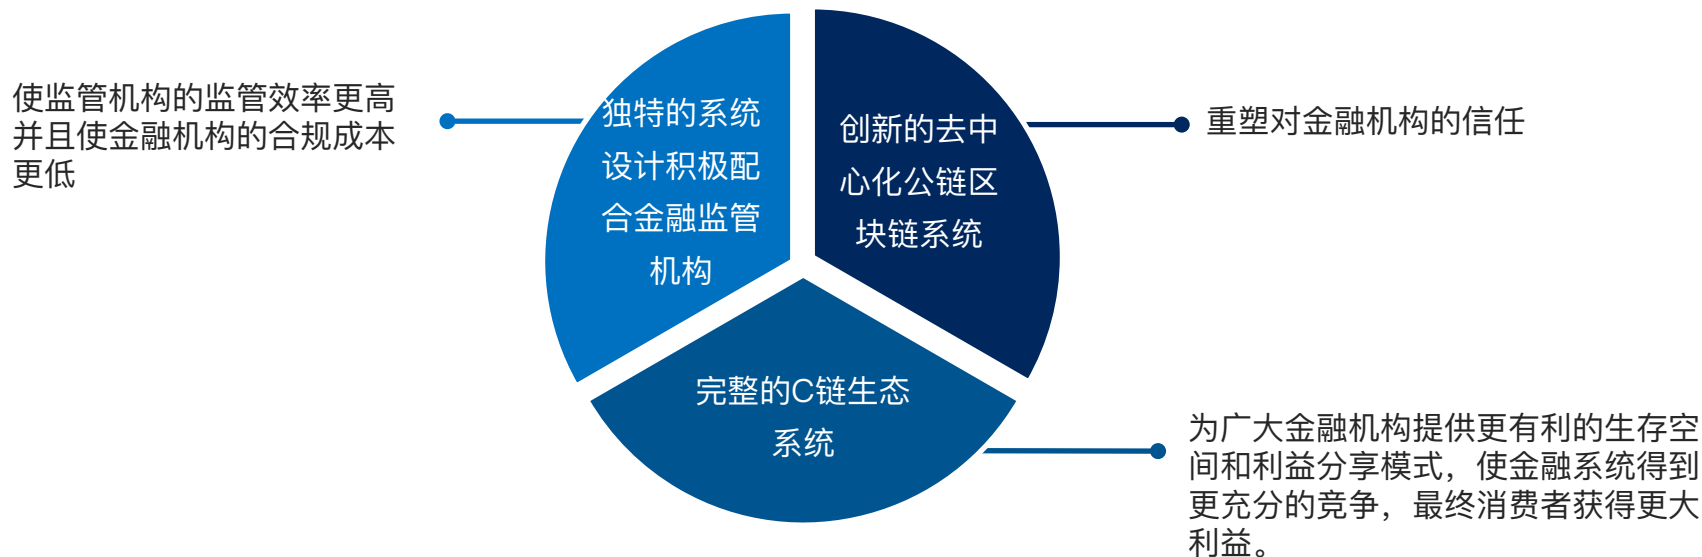 使监管机构的监管效率更高
并且使金融机构的合规成本
更低
独特的系统
设计积极配
合金融监管
机构
创新的去中
心化公链区
块链系统
重塑对金融机构的信任
完整的C链生态
系统
为广大金融机构提供更有利的生存空
间和利益分享模式，使金融系统得到
更充分的竞争，最终消费者获得更大
利益。